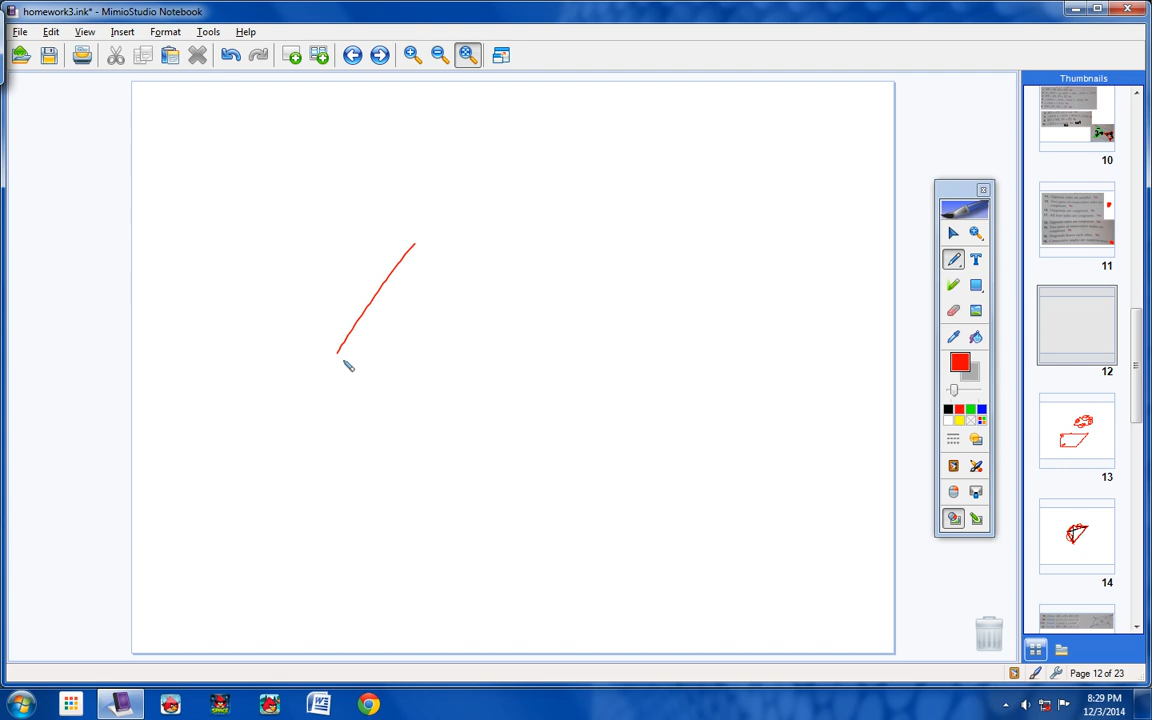 homework3.ink* - MimioStudio Notebook
File Edit View Insert Format Tools Help
Thumbnails
10
11
12
13
14
T
Page 12 of 23
8:29 PM
12/3/2014